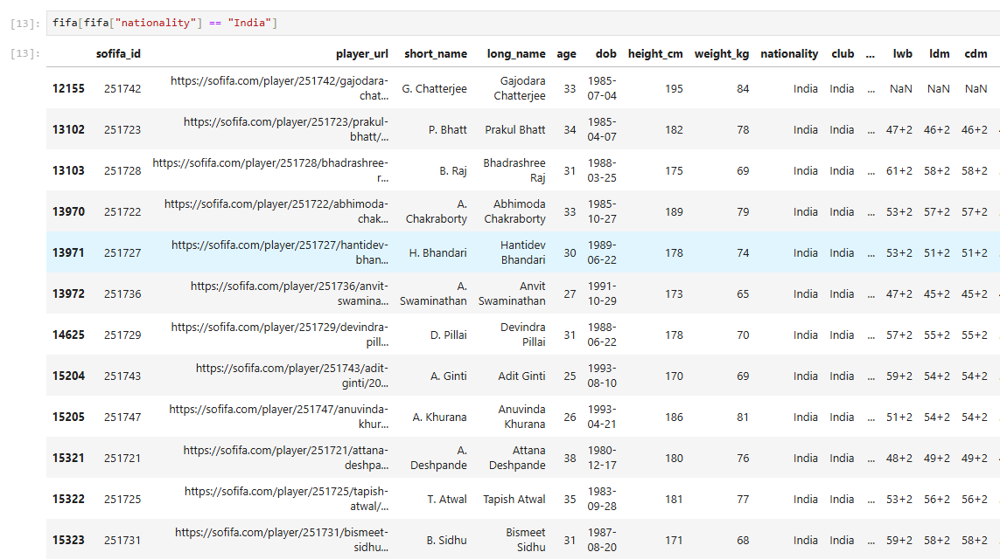 [13]: fifa[fifa["nationality"] == "India"]
[13]: sofifa_id player_url short_name long_name age dob height_cm weight_kg nationality club ... lwb ldm cdm
12155 251742 https://sofifa.com/player/251742/gajodara-chat... G. Chatterjee Gajodara Chatterjee 33 1985-07-04 195 84 India India ... NaN NaN NaN
13102 251723 https://sofifa.com/player/251723/prakul-bhatt/... P. Bhatt Prakul Bhatt 34 1985-04-07 182 78 India India ... 47+2 46+2 46+2
13103 251728 https://sofifa.com/player/251728/bhadrashree-r... B. Raj Bhadrashree Raj 31 1988-03-25 175 69 India India ... 61+2 58+2 58+2
13970 251722 https://sofifa.com/player/251722/abhimoda-chak... A. Chakraborty Abhimoda Chakraborty 33 1985-10-27 189 79 India India ... 53+2 57+2 57+2
13971 251727 https://sofifa.com/player/251727/hantidev-bhan... H. Bhandari Hantidev Bhandari 30 1989-06-22 178 74 India India ... 53+2 51+2 51+2
13972 251736 https://sofifa.com/player/251736/anvit-swamina... A. Swaminathan Anvit Swaminathan 27 1991-10-29 173 65 India India ... 47+2 45+2 45+2
14625 251729 https://sofifa.com/player/251729/devindra-pill... D. Pillai Devindra Pillai 31 1988-06-22 178 70 India India ... 57+2 55+2 55+2
15204 251743 https://sofifa.com/player/251743/adit-ginti/20... A. Ginti Adit Ginti 25 1993-08-10 170 69 India India ... 59+2 54+2 54+2
15205 251747 https://sofifa.com/player/251747/anuvinda-khur... A. Khurana Anuvinda Khurana 26 1993-04-21 186 81 India India ... 51+2 54+2 54+2
15321 251721 https://sofifa.com/player/251721/attana-deshpa... A. Deshpande Attana Deshpande 38 1980-12-17 180 76 India India ... 48+2 49+2 49+2
15322 251725 https://sofifa.com/player/251725/tapish-atwal/... T. Atwal Tapish Atwal 35 1983-09-28 181 77 India India ... 53+2 56+2 56+2
15323 251731 https://sofifa.com/player/251731/bismeet-sidhu... B. Sidhu Bismeet Sidhu 31 1987-08-20 171 68 India India ... 59+2 58+2 58+2